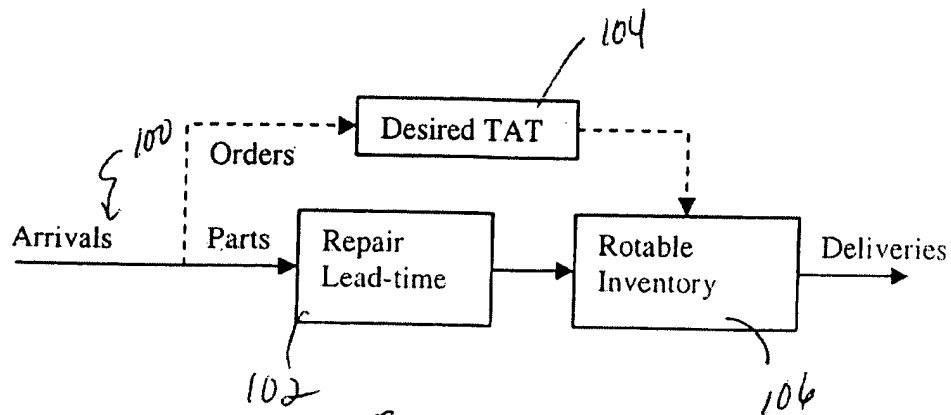 104
Desired TAT
100
Orders
Arrivals
Parts
Repair
Lead-time
Rotable
Inventory
Deliveries
102
106